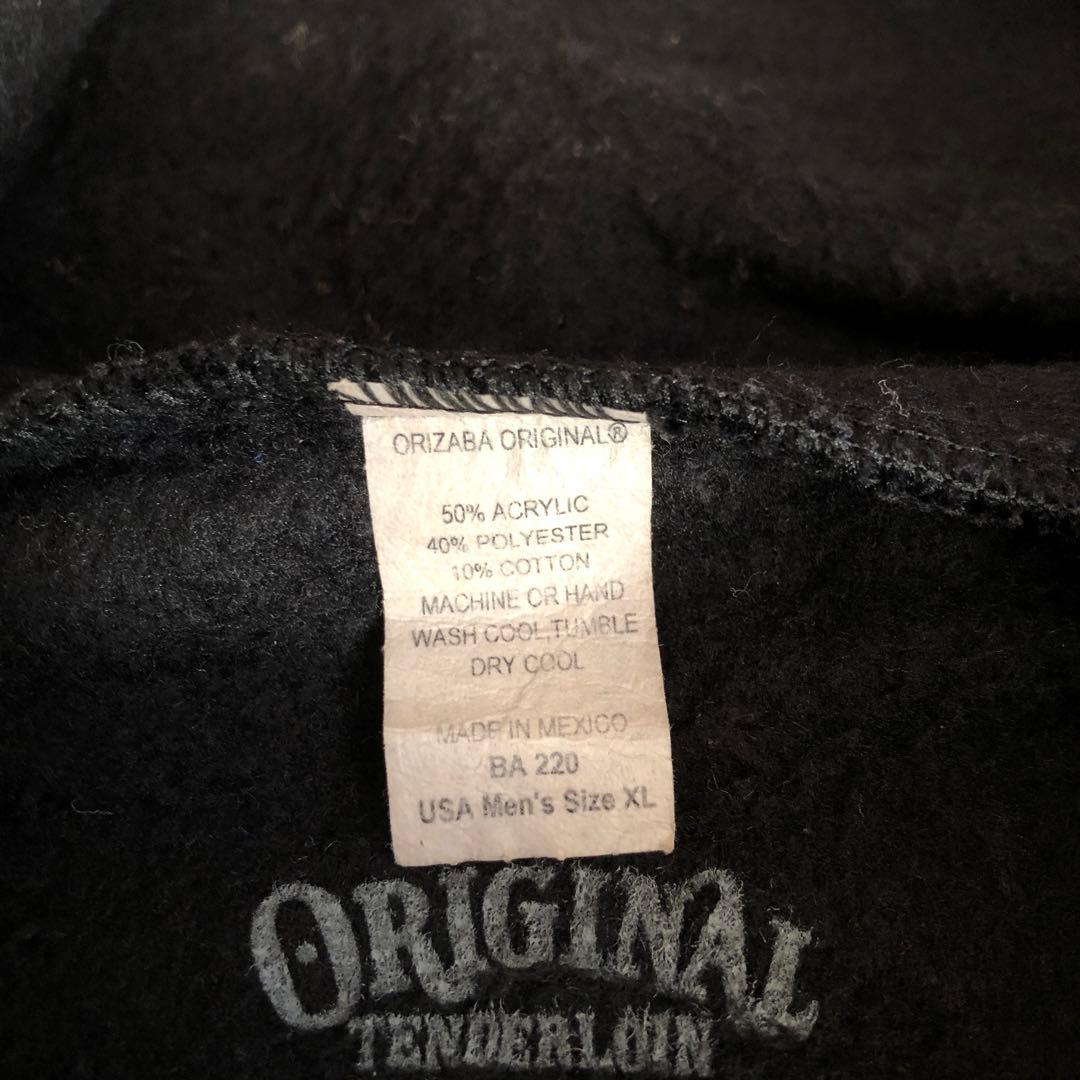 ORIZABA ORIGINAL®
50% ACRYLIC
40% POLYESTER
10% COTTON
MACHINE OR HAND
WASH COOL,TUMBLE
DRY COOL
MADE IN MEXICO
BA 220
USA Men's Size XL
ORIGINAL
TENDERLOIN